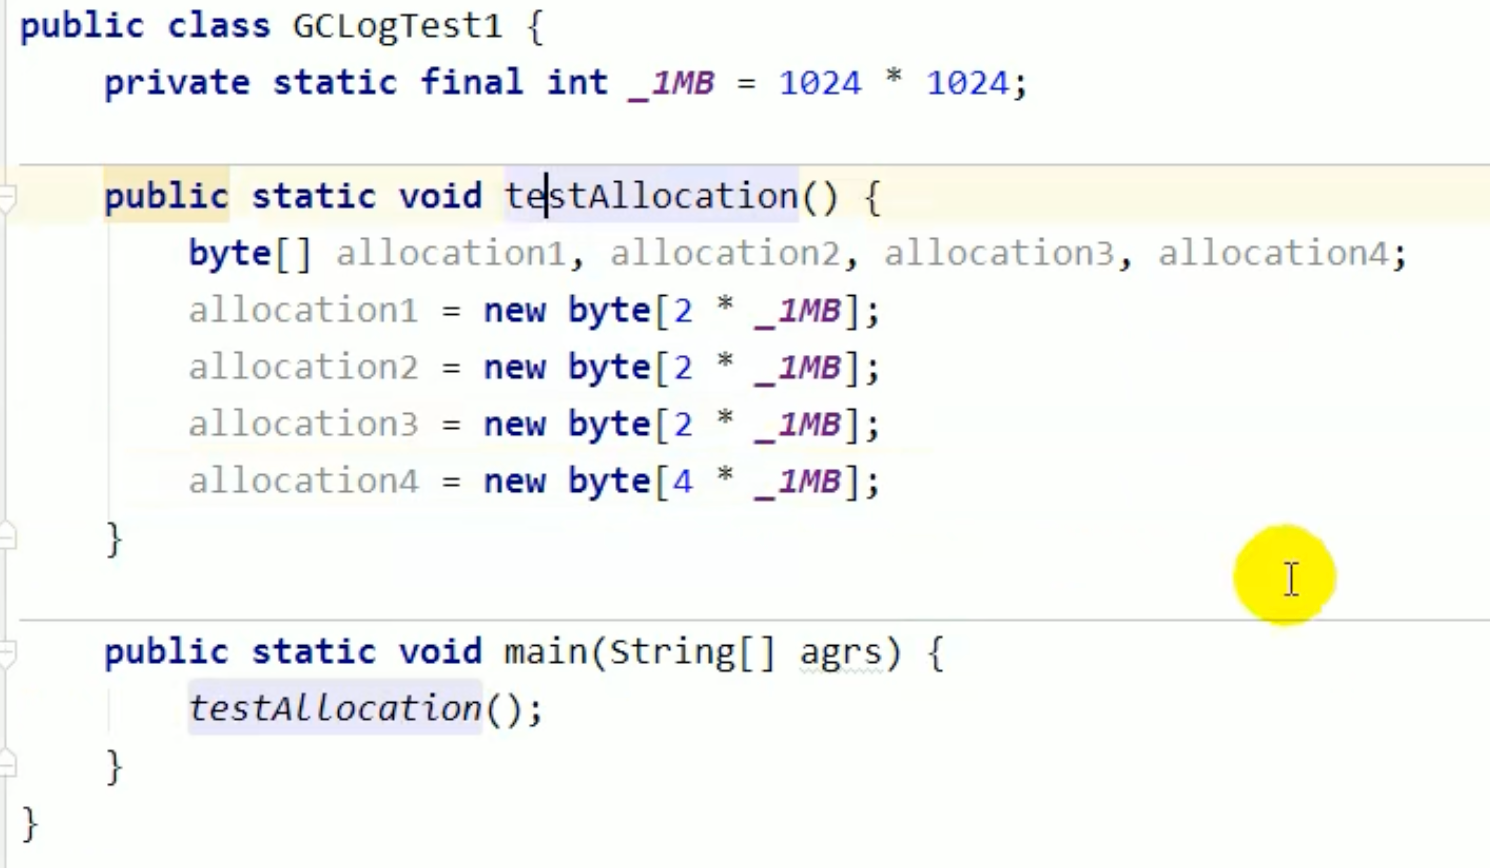 public class GCLogTest1 {
private static final int _1MB = 1024 * 1024;
public static void testAllocation() {
byte[] allocation1, allocation2, allocation3, allocation4;
allocation1 = new byte[2 * _1MB];
allocation2 = new byte[2 * _1MB];
allocation3 = new byte[2 * _1MB];
allocation4 = new byte[4 * _1MB];
}
public static void main(String[] agrs) {
testAllocation();
}
}